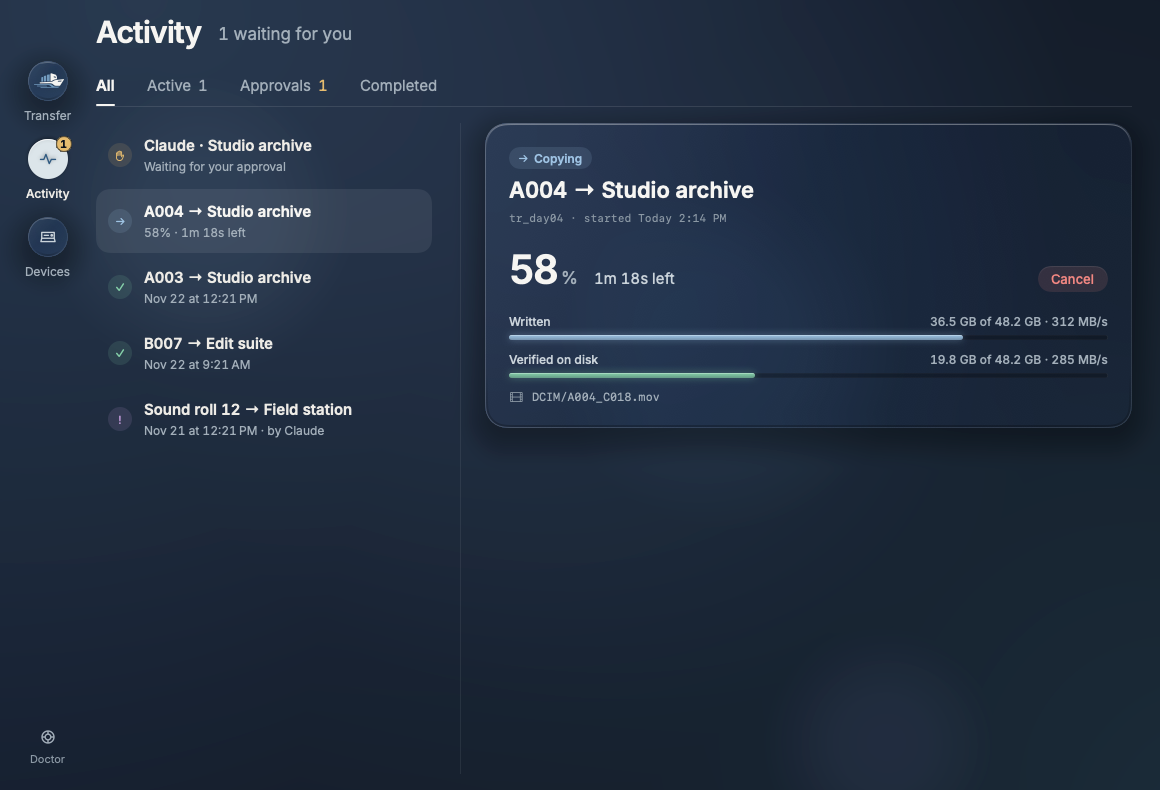 Activity 1 waiting for you
All Active 1 Approvals 1 Completed
Transfer
1
Activity
Devices
Doctor
Claude · Studio archive
Waiting for your approval
A004 → Studio archive
58% · 1m 18s left
A003 → Studio archive
Nov 22 at 12:21 PM
B007 → Edit suite
Nov 22 at 9:21 AM
!
Sound roll 12 → Field station
Nov 21 at 12:21 PM · by Claude
→ Copying
A004 → Studio archive
tr_day04 · started Today 2:14 PM
58 % 1m 18s left
Cancel
Written 36.5 GB of 48.2 GB · 312 MB/s
Verified on disk 19.8 GB of 48.2 GB · 285 MB/s
DCIM/A004_C018.mov